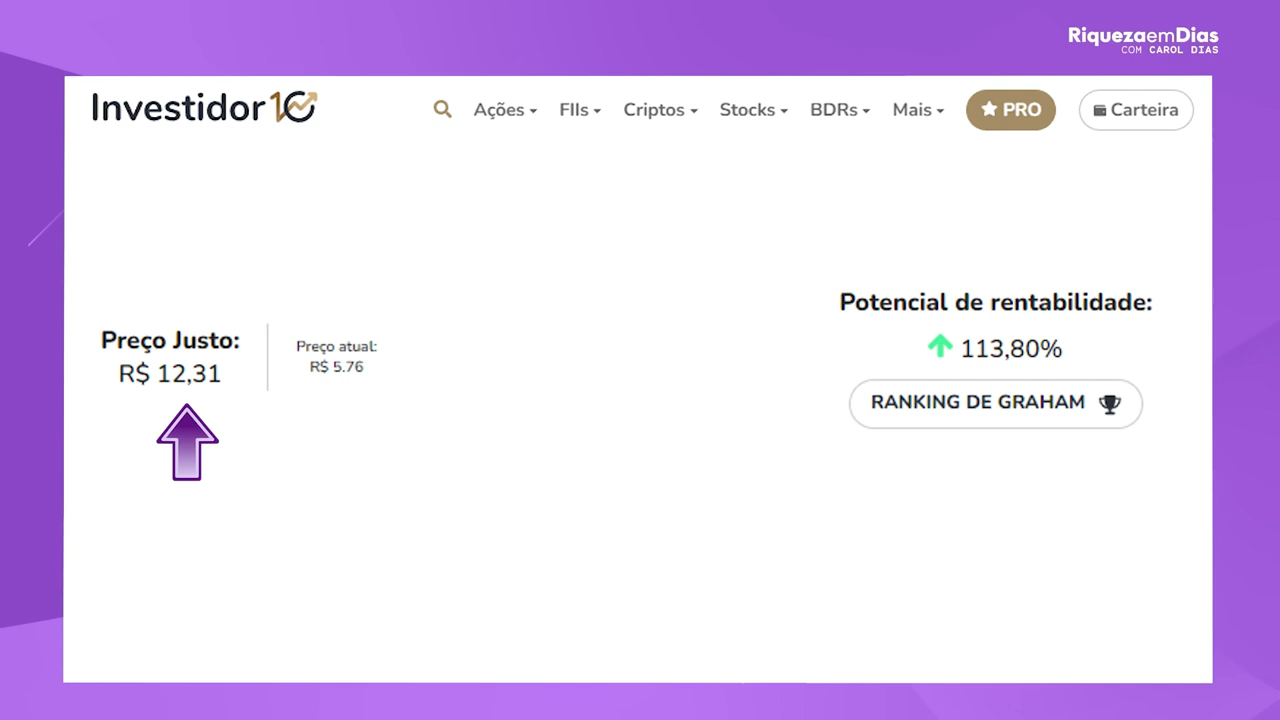 RiquezaemDias
COM CAROL DIAS
Investidor10
Ações
FIIs
Criptos
Stocks
BDRs
Mais
PRO
Carteira
Preço Justo:
R$ 12,31
Preço atual:
R$ 5.76
Potencial de rentabilidade:
113,80%
RANKING DE GRAHAM